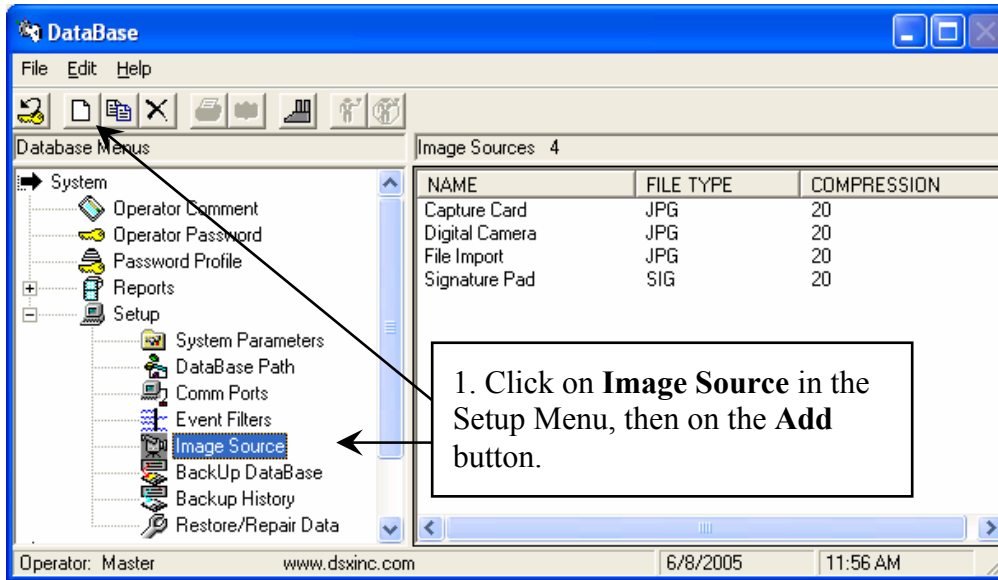 DataBase
File Edit Help
Database Menus
Image Sources 4
System
Operator Comment
Operator Password
Password Profile
Reports
Setup
System Parameters
DataBase Path
Comm Ports
Event Filters
Image Source
BackUp DataBase
Backup History
Restore/Repair Data
NAME FILE TYPE COMPRESSION
Capture Card JPG 20
Digital Camera JPG 20
File Import JPG 20
Signature Pad SIG 20
1. Click on Image Source in the
Setup Menu, then on the Add
button.
Operator: Master www.dsxinc.com 6/8/2005 11:56 AM